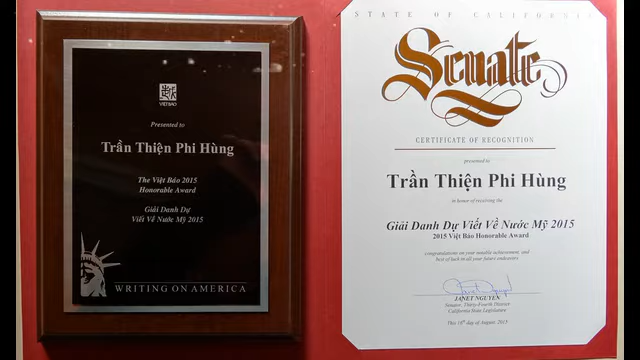 VIỆT BÁO
Presented to
Trần Thiện Phi Hùng
The Việt Báo 2015
Honorable Award
Giải Danh Dự
Viết Về Nước Mỹ 2015
WRITING ON AMERICA
STATE OF CALIFORNIA
Senate
CERTIFICATE OF RECOGNITION
presented to
Trần Thiện Phi Hùng
in honor of receiving the
Giải Danh Dự Viết Về Nước Mỹ 2015
2015 Việt Báo Honorable Award
congratulations on your notable achievement, and
best of luck in all your future endeavors
JANET NGUYEN
Senator, Thirty-Fourth District
California State Legislature
This 16th day of August 2015